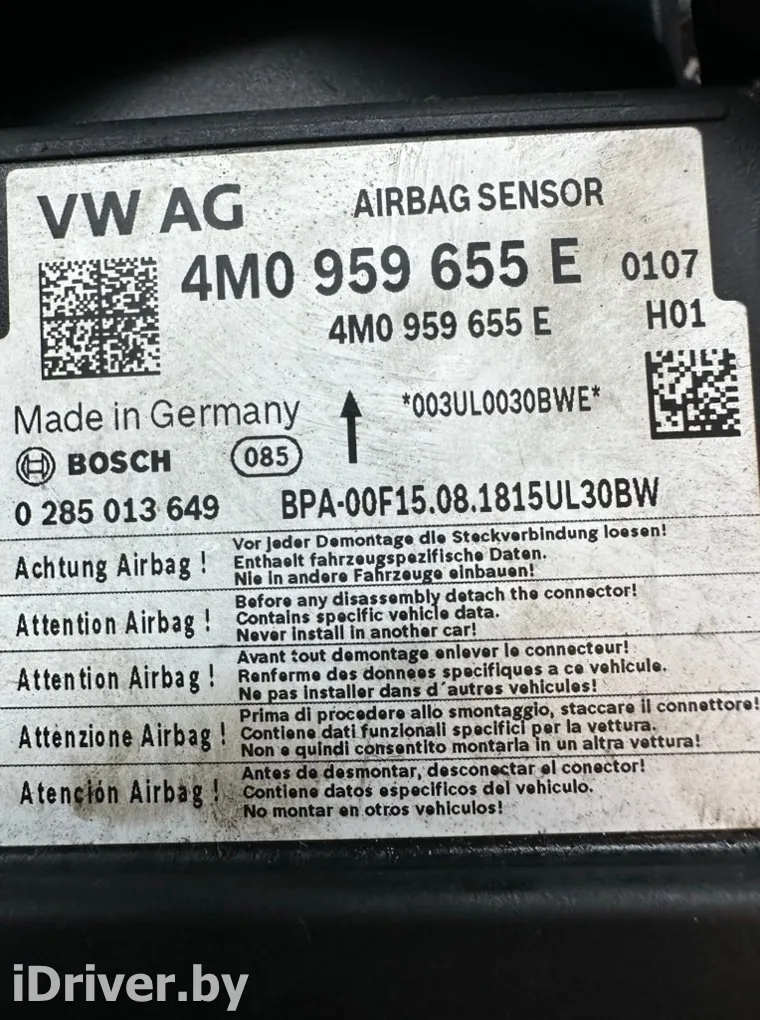 VW AG
AIRBAG SENSOR
4M0 959 655 E 0107
4M0 959 655 E H01
*003UL0030BWE*
Made in Germany
BOSCH 085
0 285 013 649 BPA-00F15.08.1815UL30BW
Achtung Airbag !
Vor jeder Demontage die Steckverbindung loesen!
Enthaelt fahrzeugspezifische Daten.
Nie in andere Fahrzeuge einbauen!
Attention Airbag !
Before any disassembly detach the connector!
Contains specific vehicle data.
Never install in another car!
Attention Airbag !
Avant tout demontage enlever le connecteur!
Renferme des donnees specifiques a ce vehicule.
Ne pas installer dans d´autres vehicules!
Attenzione Airbag !
Prima di procedere allo smontaggio, staccare il connettore!
Contiene dati funzionali specifici per la vettura.
Non e quindi consentito montarla in un altra vettura!
Atención Airbag !
Antes de desmontar, desconectar el conector!
Contiene datos especificos del vehiculo.
No montar en otros vehiculos!
iDriver.by